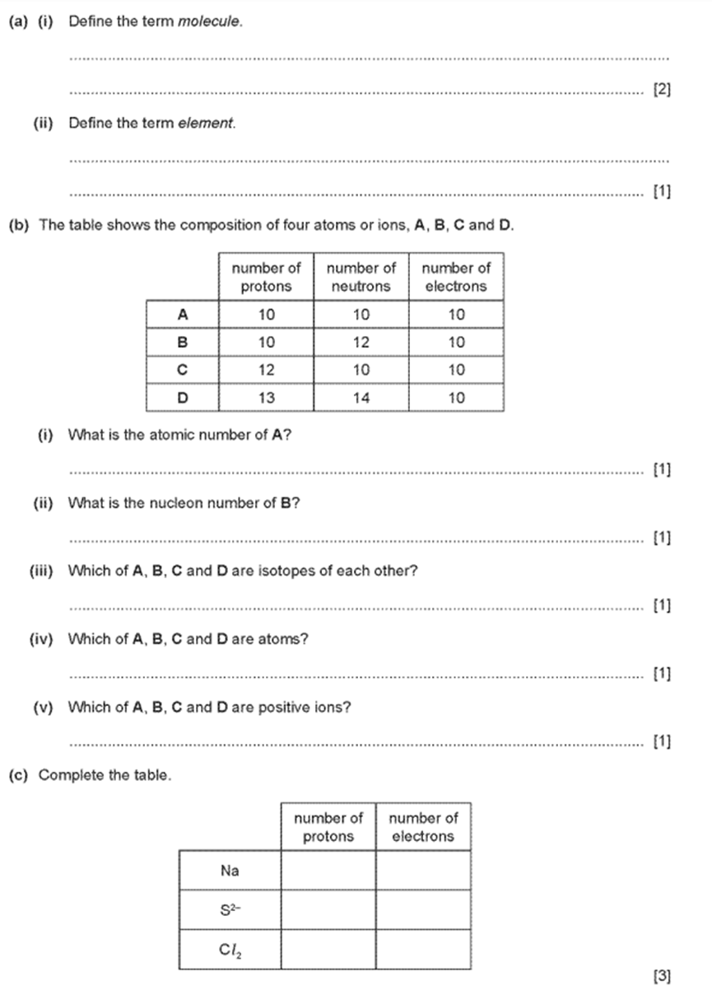 (a) (i) Define the term molecule.
................................................................................
................................................................................ [2]
(ii) Define the term element.
................................................................................
................................................................................ [1]
(b) The table shows the composition of four atoms or ions, A, B, C and D.
number of protons number of neutrons number of electrons
A 10 10 10
B 10 12 10
C 12 10 10
D 13 14 10
(i) What is the atomic number of A?
................................................................................ [1]
(ii) What is the nucleon number of B?
................................................................................ [1]
(iii) Which of A, B, C and D are isotopes of each other?
................................................................................ [1]
(iv) Which of A, B, C and D are atoms?
................................................................................ [1]
(v) Which of A, B, C and D are positive ions?
................................................................................ [1]
(c) Complete the table.
number of protons number of electrons
Na
S²⁻
Cl₂
[3]